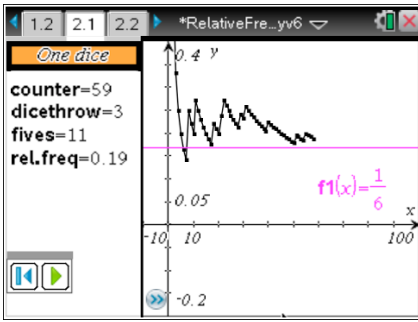 1.2 2.1 2.2 *RelativeFre…yv6
One dice
counter=59
dicethrow=3
fives=11
rel.freq=0.19
0.4 y
f1(x)=1/6
0.05
x
-10 10 100
-0.2